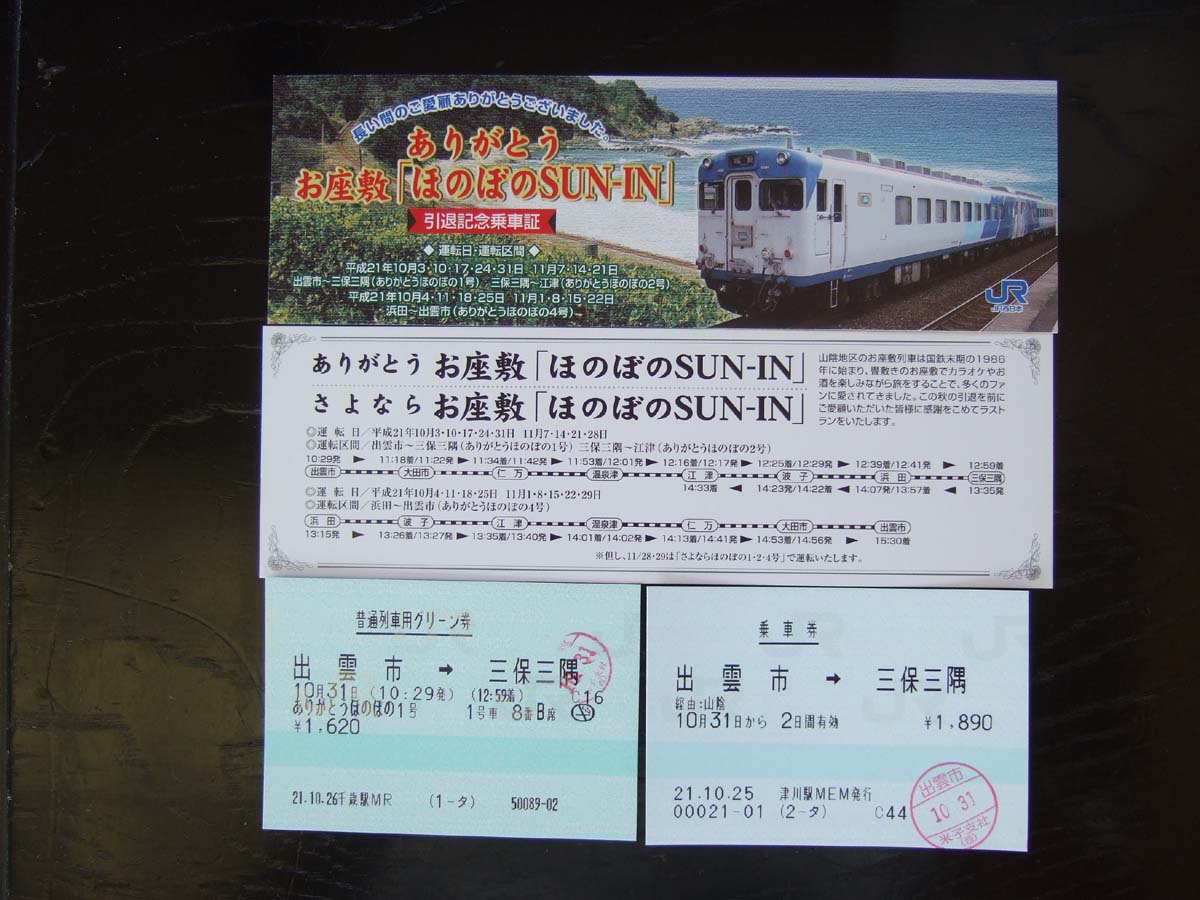 長い間のご愛顧ありがとうございました。
ありがとう
お座敷「ほのぼのSUN-IN」
引退記念乗車証
◆ 運転日・運転区間 ◆
平成21年10月3・10・17・24・31日 11月7・14・21日
出雲市～三保三隅(ありがとうほのぼの1号) 三保三隅～江津(ありがとうほのぼの2号)
平成21年10月4・11・18・25日 11月1・8・15・22日
浜田～出雲市(ありがとうほのぼの4号)
JR
JR西日本
ありがとう お座敷「ほのぼのSUN-IN」
さよなら お座敷「ほのぼのSUN-IN」
山陰地区のお座敷列車は国鉄末期の1986
年に始まり、畳敷きのお座敷でカラオケやお
酒を楽しみながら旅をすることで、多くのファ
ンに愛されてきました。この秋の引退を前に
ご愛顧いただいた皆様に感謝をこめてラスト
ランをいたします。
◎運 転 日/平成21年10月3・10・17・24・31日 11月7・14・21・28日
◎運転区間/出雲市～三保三隅(ありがとうほのぼの1号) 三保三隅～江津(ありがとうほのぼの2号)
10:29発 ▶ 11:18着/11:22発 ▶ 11:34着/11:42発 ▶ 11:53着/12:01発 ▶ 12:16着/12:17発 ▶ 12:25着/12:29発 ▶ 12:39着/12:41発 ▶ 12:59着
出雲市 大田市 仁 万 温泉津 江 津 波 子 浜 田 三保三隅
14:33着 ◀ 14:23発/14:22着 ◀ 14:07発/13:57着 ◀ 13:35発
◎運 転 日/平成21年10月4・11・18・25日 11月1・8・15・22・29日
◎運転区間/浜田～出雲市(ありがとうほのぼの4号)
浜 田 波 子 江 津 温泉津 仁 万 大田市 出雲市
13:15発 ▶ 13:26着/13:27発 ▶ 13:35着/13:40発 ▶ 14:01着/14:02発 ▶ 14:13着/14:41発 ▶ 14:53着/14:56発 ▶ 15:30着
※但し、11/28・29は「さよならほのぼの1・2・4号」で運転いたします。
普通列車用グリーン券
出 雲 市 → 三保三隅
10月31日 (10:29発) (12:59着) C16
ありがとうほのぼの1号 1号車 8番B席
¥1,620
21.10.26千歳駅MR (1-タ) 50089-02
乗 車 券
出 雲 市 → 三保三隅
経由:山陰
10月31日から 2日間有効 ¥1,890
21.10.25 津川駅MEM発行
00021-01 (2-タ) C44
出雲市
10 31
米子支社
(西)